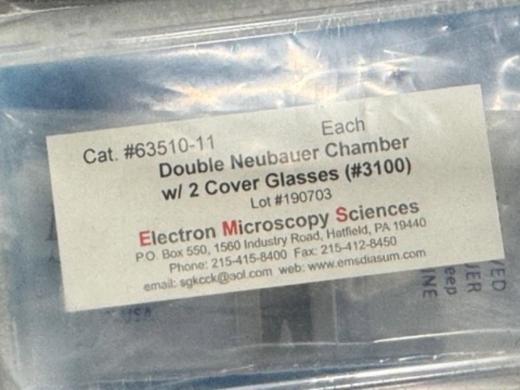 Cat. #63510-11 Each
Double Neubauer Chamber
w/ 2 Cover Glasses (#3100)
Lot #190703
Electron Microscopy Sciences
P.O. Box 550, 1560 Industry Road, Hatfield, PA 19440
Phone: 215-415-8400 Fax: 215-412-8450
email: sgkcck@aol.com web: www.emsdiasum.com
USA